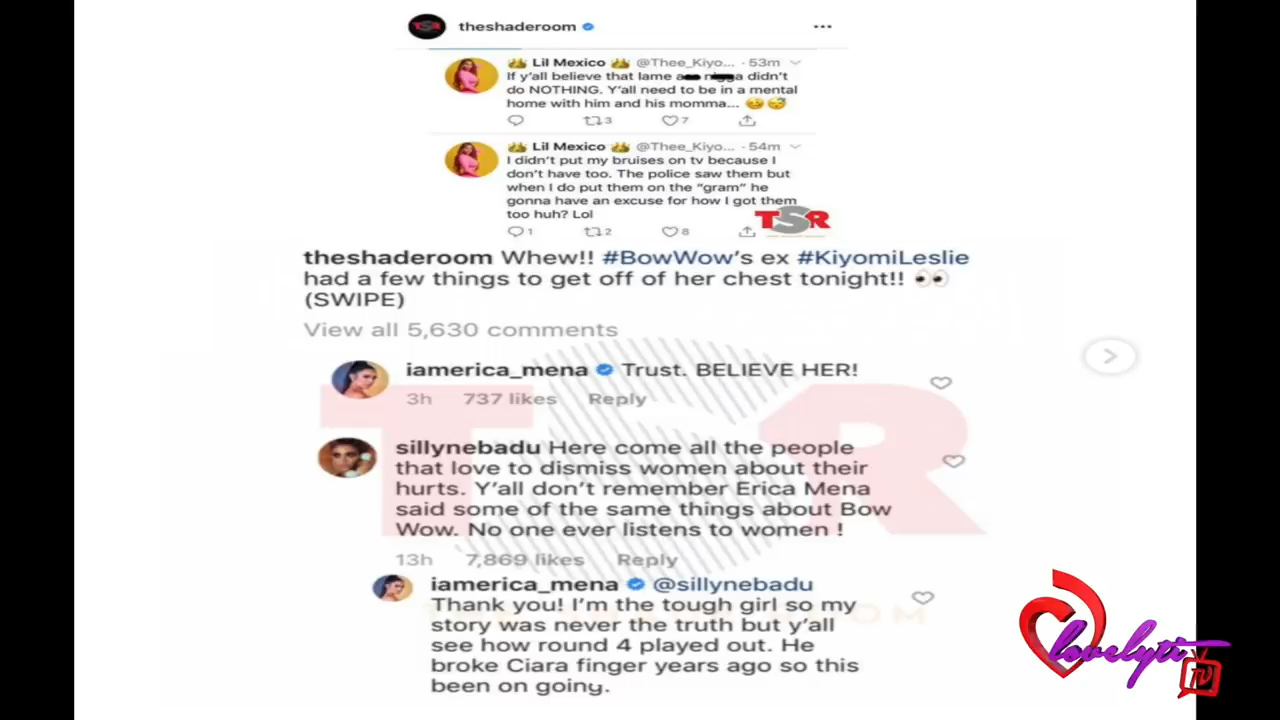 TSR theshaderoom
Lil Mexico @Thee_Kiyo... · 53m
If y'all believe that lame a n gga didn't
do NOTHING. Y'all need to be in a mental
home with him and his momma...
3 7
Lil Mexico @Thee_Kiyo... · 54m
I didn't put my bruises on tv because I
don't have too. The police saw them but
when I do put them on the "gram" he
gonna have an excuse for how I got them
too huh? Lol
1 2 8
TSR
theshaderoom Whew!! #BowWow's ex #KiyomiLeslie
had a few things to get off of her chest tonight!! 👀
(SWIPE)
View all 5,630 comments
iamerica_mena Trust. BELIEVE HER!
3h 737 likes Reply
sillynebadu Here come all the people
that love to dismiss women about their
hurts. Y'all don't remember Erica Mena
said some of the same things about Bow
Wow. No one ever listens to women !
13h 7,869 likes Reply
iamerica_mena @sillynebadu
Thank you! I'm the tough girl so my
story was never the truth but y'all
see how round 4 played out. He
broke Ciara finger years ago so this
been on going.
TSR
lovelyti
TV